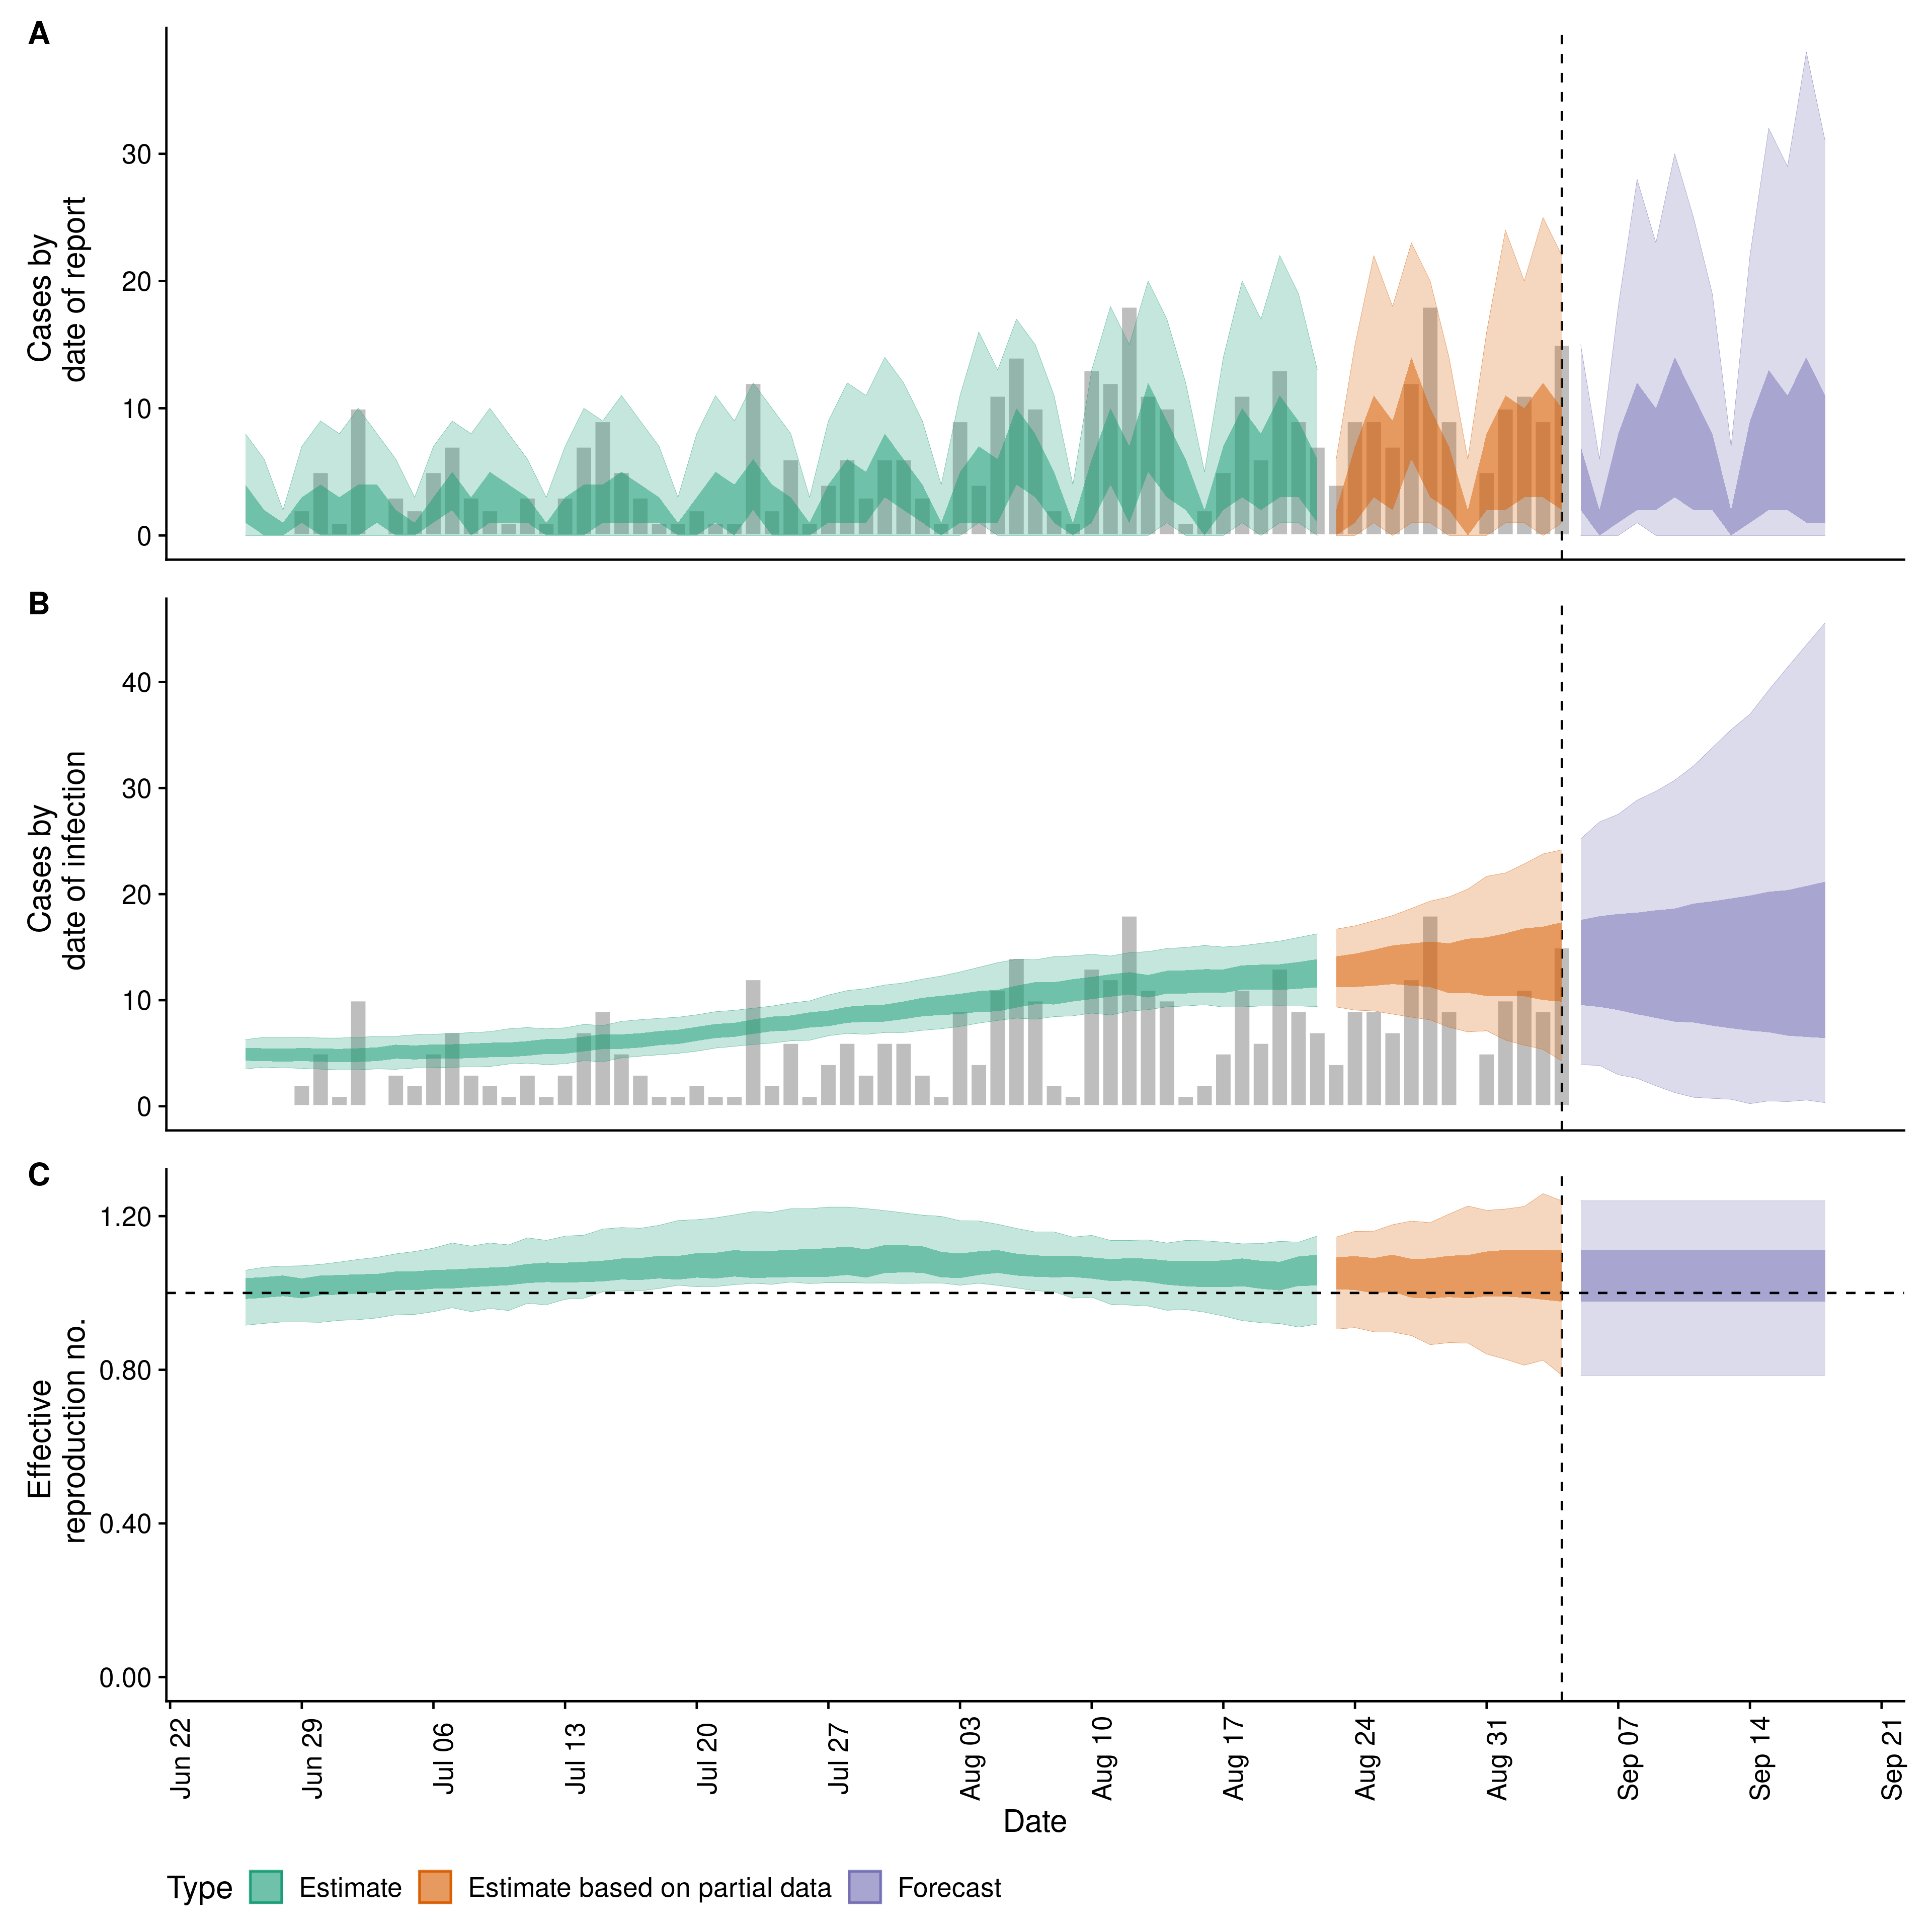 A
Cases by
date of report
30
20
10
0
B
Cases by
date of infection
40
30
20
10
0
C
Effective
reproduction no.
1.20
0.80
0.40
0.00
Jun 22
Jun 29
Jul 06
Jul 13
Jul 20
Jul 27
Aug 03
Aug 10
Aug 17
Aug 24
Aug 31
Sep 07
Sep 14
Sep 21
Date
Type Estimate Estimate based on partial data Forecast